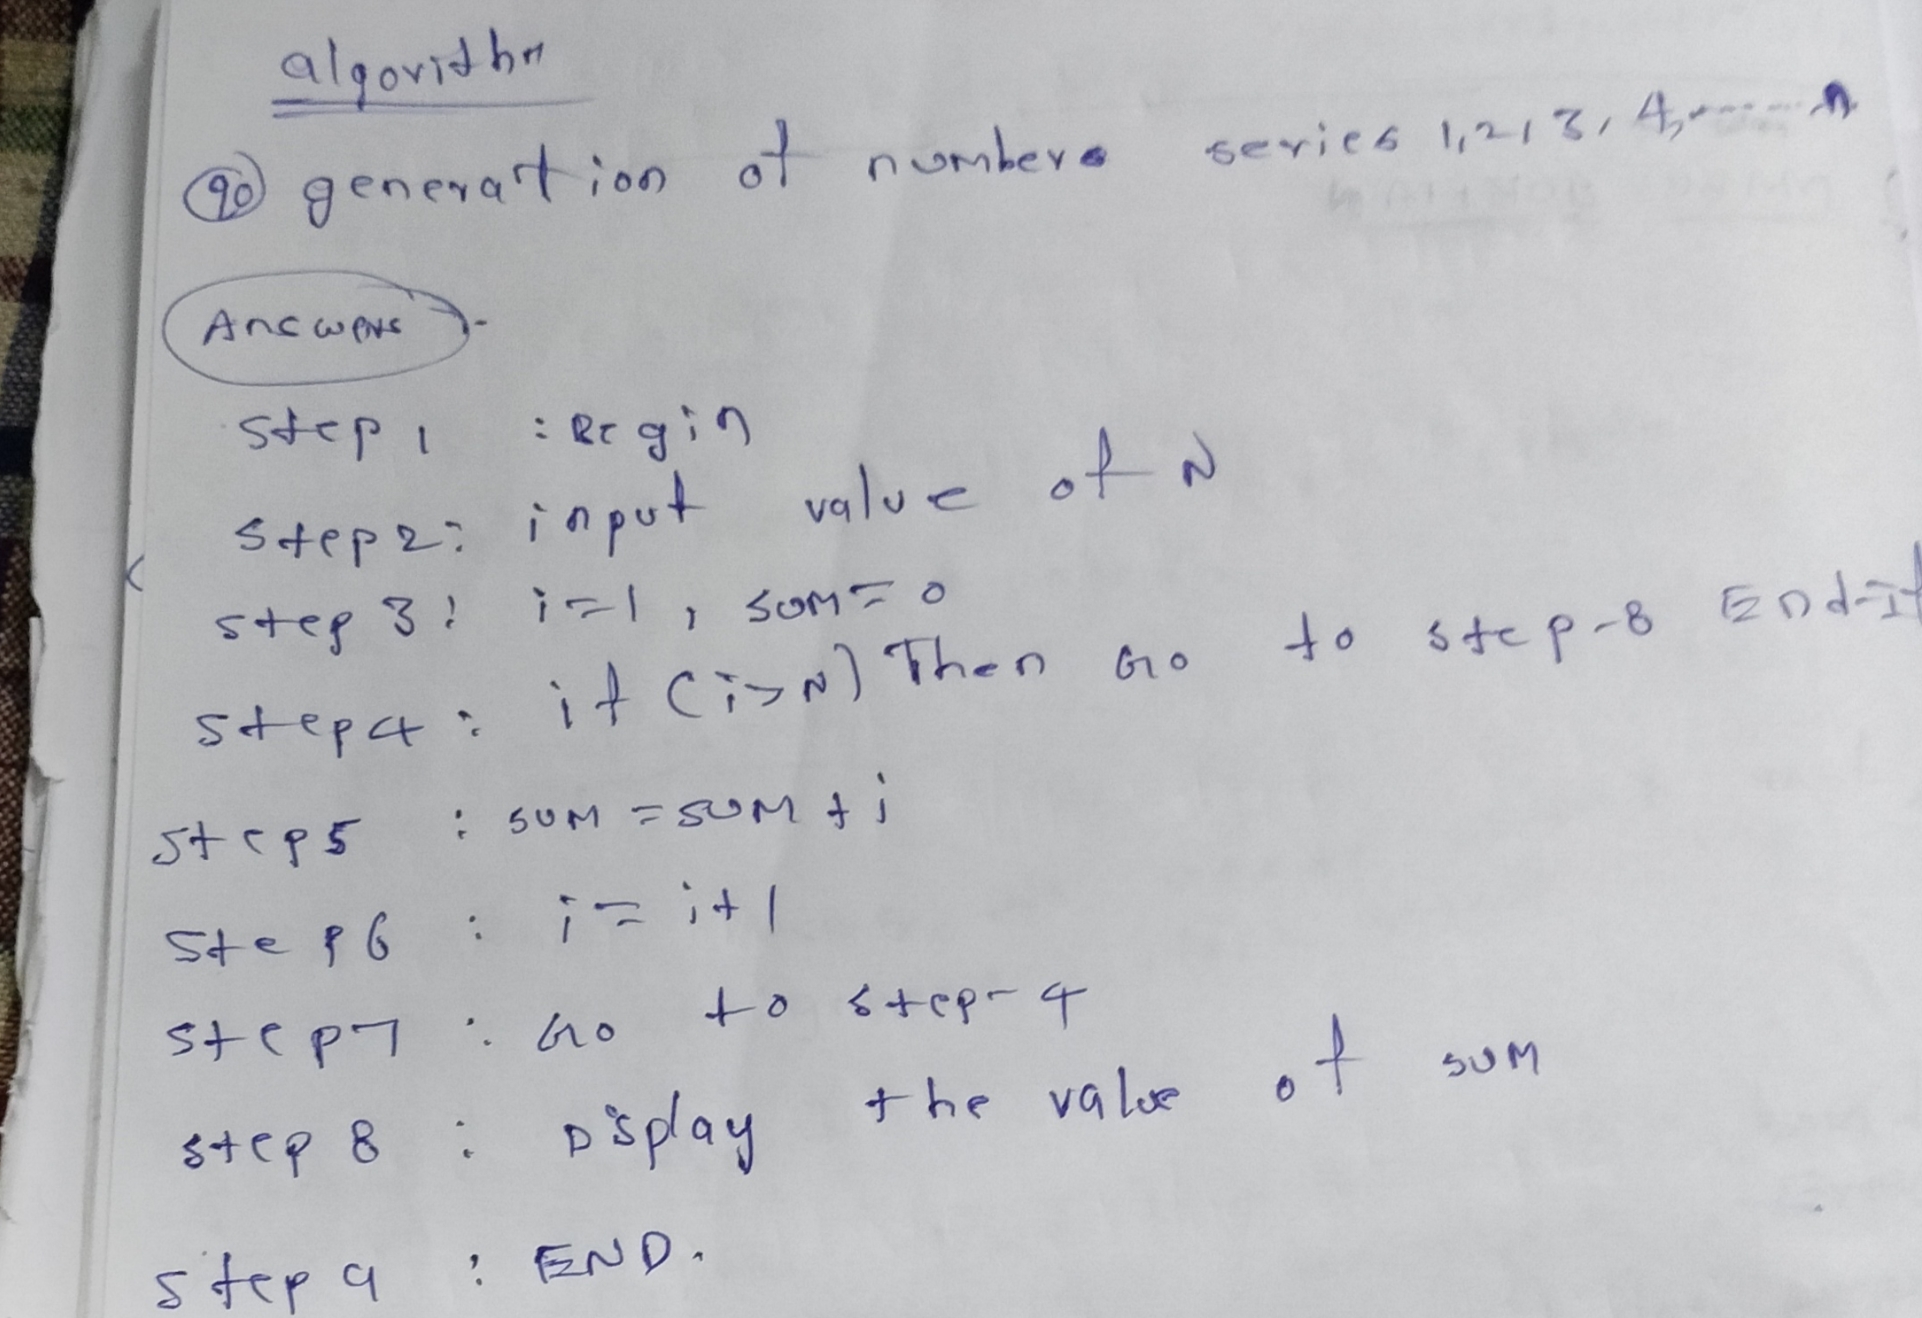 algorithm
90 generation of numbers series 1,2,3,4,------n
Answers :-
step 1 : Begin
step 2: input value of N
step 3: i=1, sum=0
step 4: if (i>N) Then Go to step-8 End-if
step 5 : sum = sum + i
step 6 : i = i+1
step 7 : Go to step-4
step 8 : Display the value of sum
step 9 : END.